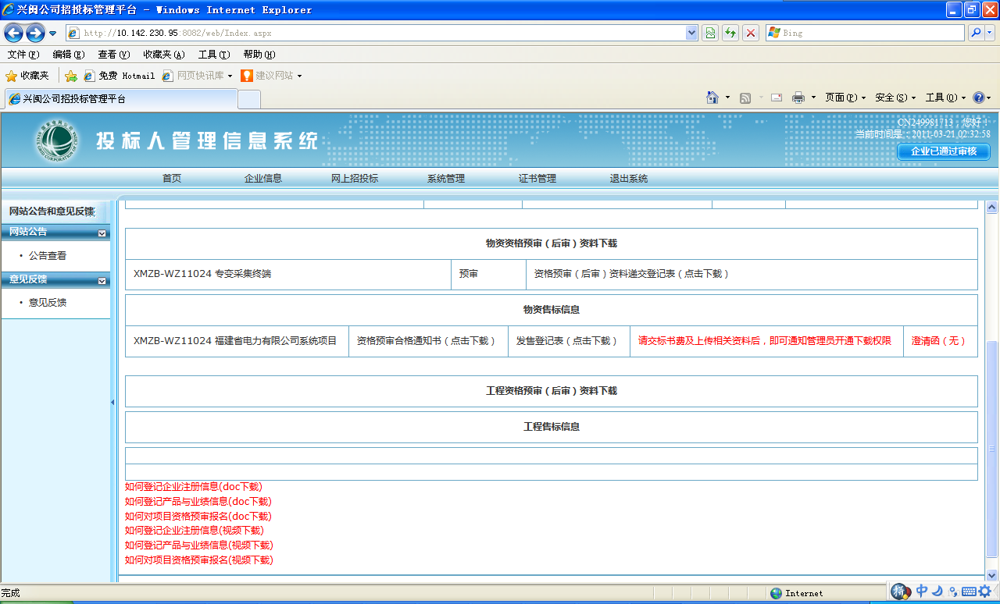 兴闽公司招投标管理平台 - Windows Internet Explorer
http://10.142.230.95:8082/web/Index.aspx
Bing
文件(F) 编辑(E) 查看(V) 收藏夹(A) 工具(T) 帮助(H)
收藏夹 免费 Hotmail 网页快讯库 建议网站
兴闽公司招投标管理平台 页面(P) 安全(S) 工具(O)
CN249981713，您好！
投标人管理信息系统
当前时间是：2011-03-21 02:32:58
企业已通过审核
首页 企业信息 网上招投标 系统管理 证书管理 退出系统
网站公告和意见反馈
网站公告
• 公告查看
意见反馈
• 意见反馈
物资资格预审（后审）资料下载
XMZB-WZ11024 专变采集终端 预审 资格预审（后审）资料递交登记表（点击下载）
物资售标信息
XMZB-WZ11024 福建省电力有限公司系统项目 资格预审合格通知书（点击下载） 发售登记表（点击下载） 请交标书费及上传相关资料后，即可通知管理员开通下载权限 澄清函（无）
工程资格预审（后审）资料下载
工程售标信息
如何登记企业注册信息(doc下载)
如何登记产品与业绩信息(doc下载)
如何对项目资格预审报名(doc下载)
如何登记企业注册信息(视频下载)
如何登记产品与业绩信息(视频下载)
如何对项目资格预审报名(视频下载)
完成 Internet 中